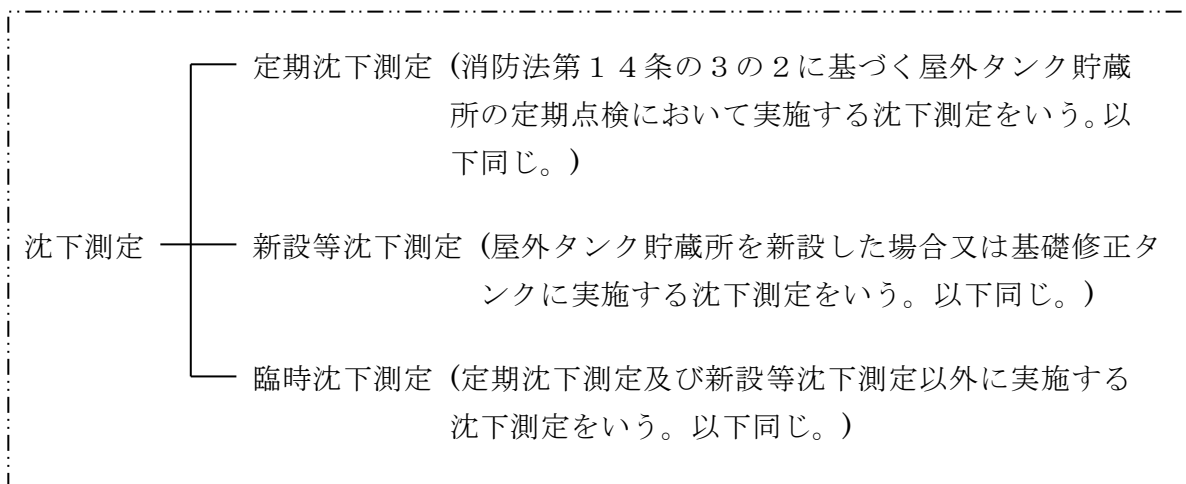 定期沈下測定 (消防法第１４条の３の２に基づく屋外タンク貯蔵
所の定期点検において実施する沈下測定をいう。以
下同じ。)
沈下測定
新設等沈下測定 (屋外タンク貯蔵所を新設した場合又は基礎修正タ
ンクに実施する沈下測定をいう。以下同じ。)
臨時沈下測定 (定期沈下測定及び新設等沈下測定以外に実施する
沈下測定をいう。以下同じ。)